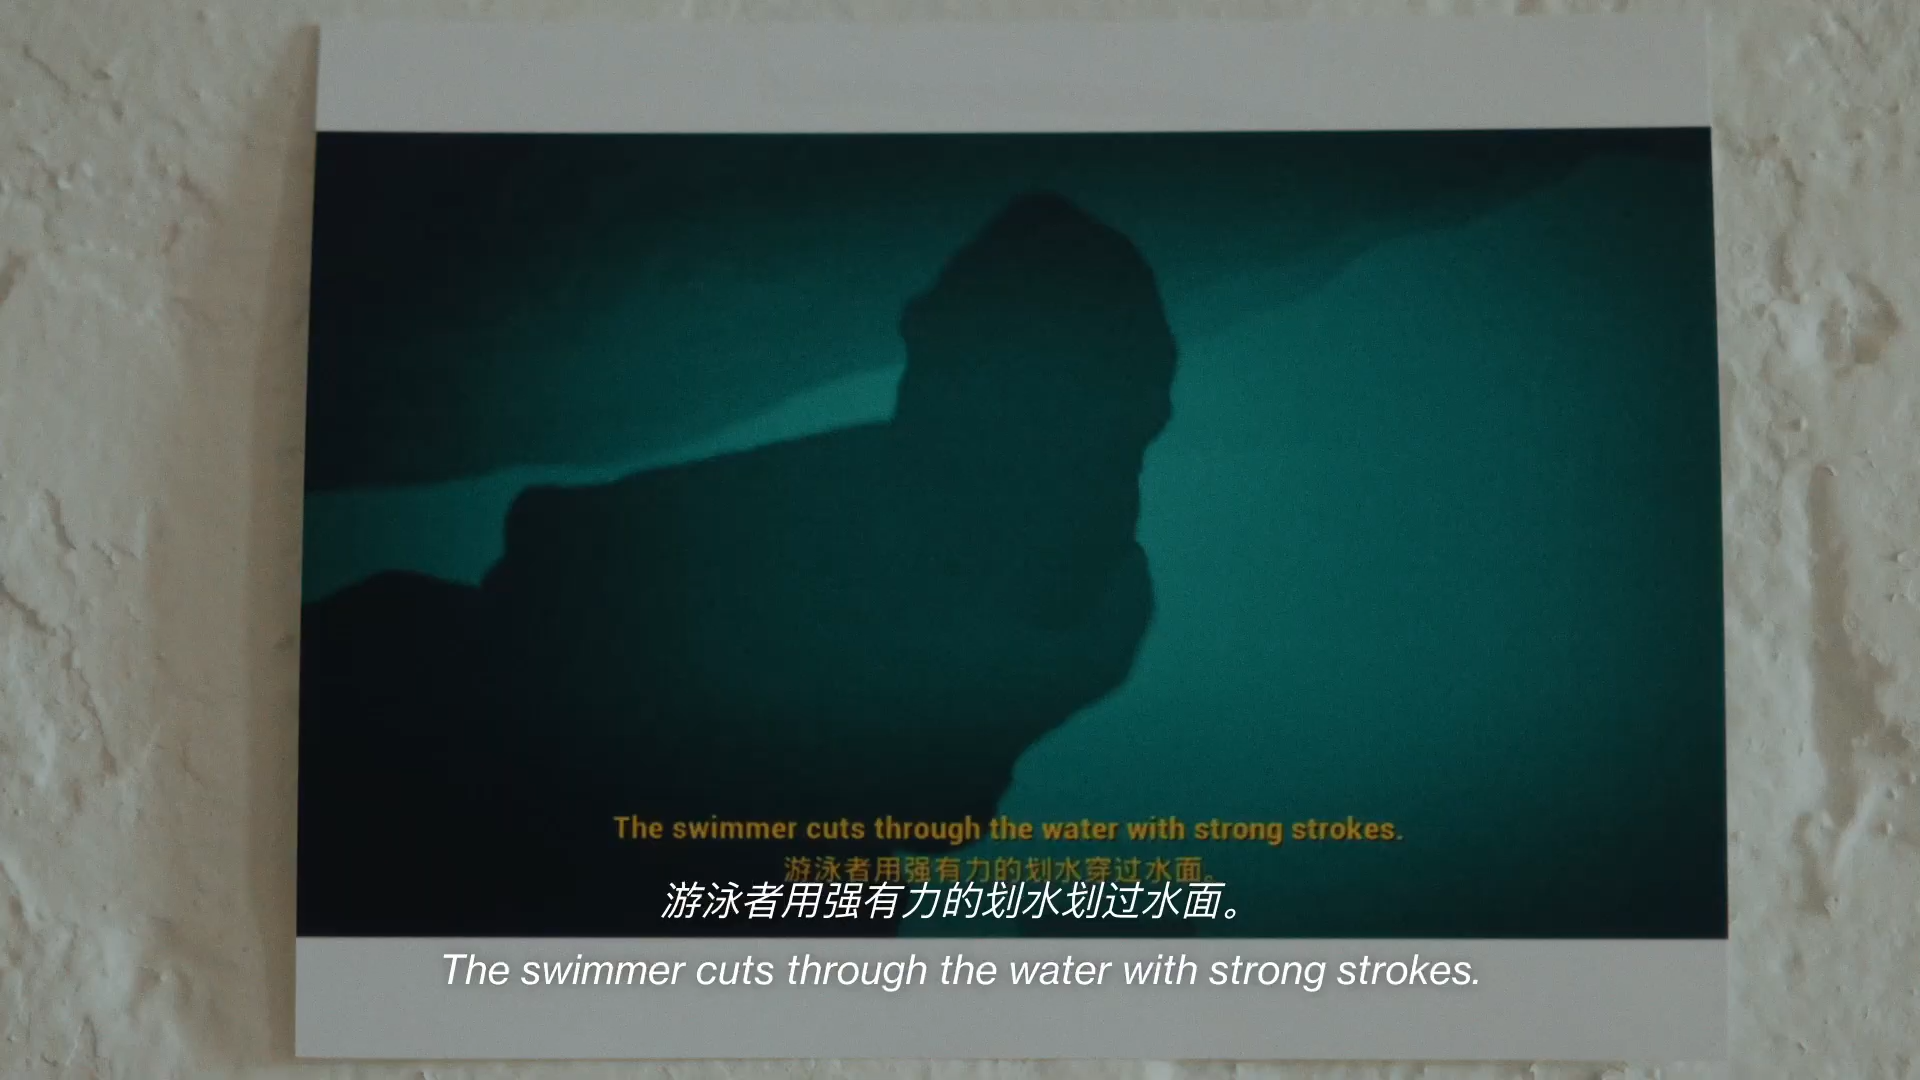 The swimmer cuts through the water with strong strokes.
游泳者用强有力的划水穿过水面。
游泳者用强有力的划水划过水面。
The swimmer cuts through the water with strong strokes.